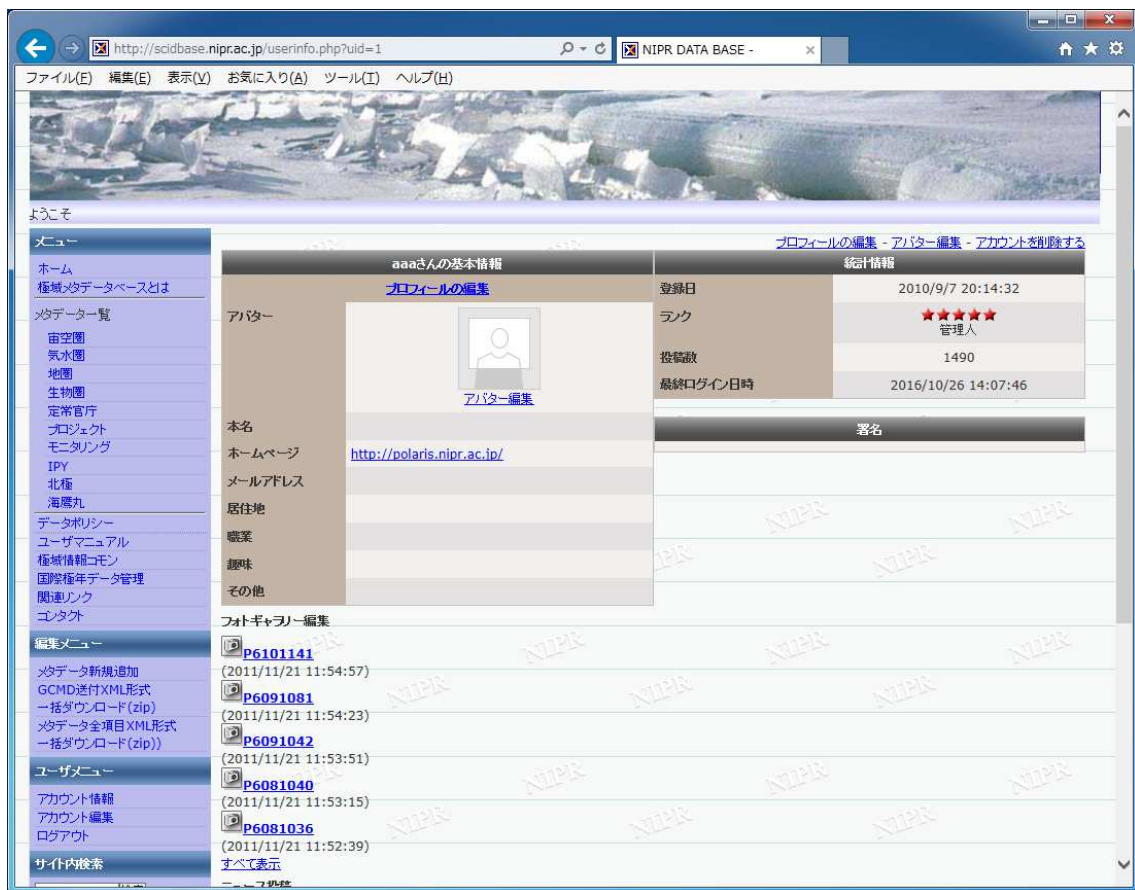 http://scidbase.nipr.ac.jp/userinfo.php?uid=1
NIPR DATA BASE -
ファイル(F) 編集(E) 表示(V) お気に入り(A) ツール(T) ヘルプ(H)
ようこそ
メニュー
ホーム
極域メタデータベースとは
メタデータ一覧
宙空圏
気水圏
地圏
生物圏
定常官庁
プロジェクト
モニタリング
IPY
北極
海鷹丸
データポリシー
ユーザマニュアル
極域情報コモン
国際極年データ管理
関連リンク
コンタクト
編集メニュー
メタデータ新規追加
GCMD送付XML形式
一括ダウンロード(zip)
メタデータ全項目XML形式
一括ダウンロード(zip))
ユーザメニュー
アカウント情報
アカウント編集
ログアウト
サイト内検索
プロフィールの編集 - アバター編集 - アカウントを削除する
aaaさんの基本情報
プロフィールの編集
アバター
アバター編集
本名
ホームページ http://polaris.nipr.ac.jp/
メールアドレス
居住地
職業
趣味
その他
統計情報
登録日 2010/9/7 20:14:32
ランク ★★★★★
管理人
投稿数 1490
最終ログイン日時 2016/10/26 14:07:46
署名
フォトギャラリー編集
P6101141
(2011/11/21 11:54:57)
P6091081
(2011/11/21 11:54:23)
P6091042
(2011/11/21 11:53:51)
P6081040
(2011/11/21 11:53:15)
P6081036
(2011/11/21 11:52:39)
すべて表示
ニュース投稿
NIPR